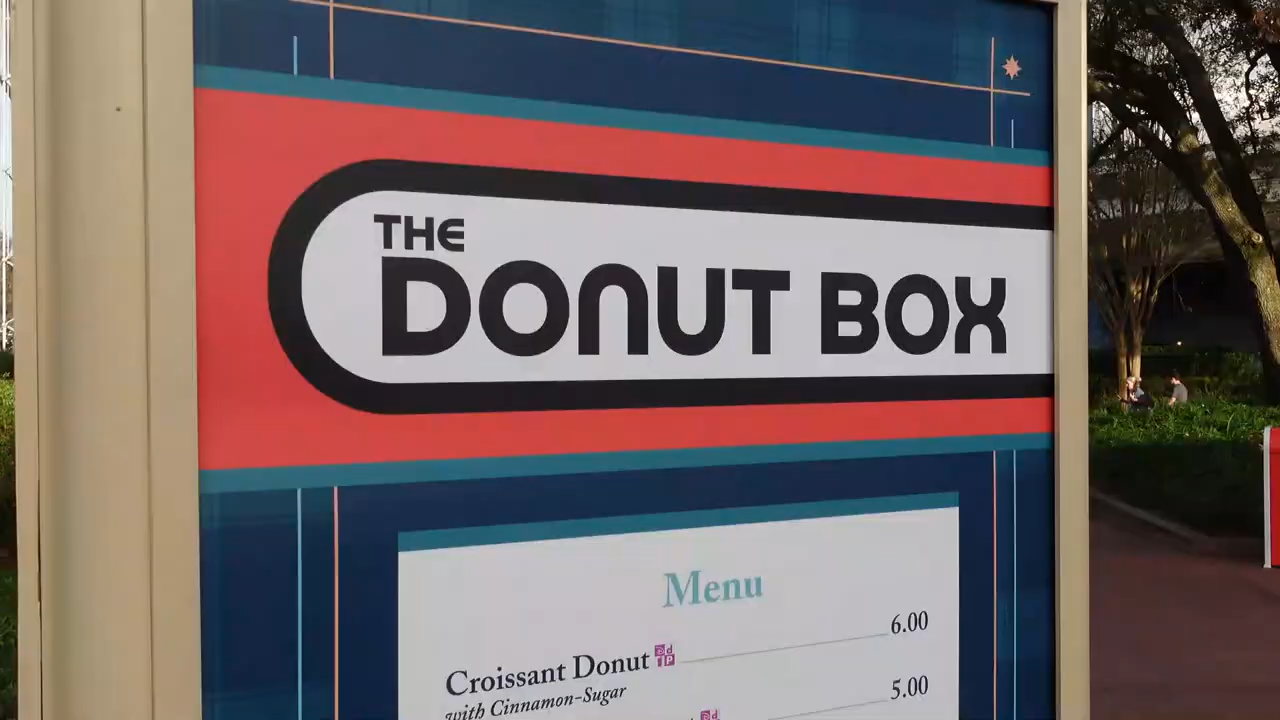 THE
DONUT BOX
Menu
Croissant Donut 6.00
with Cinnamon-Sugar
5.00